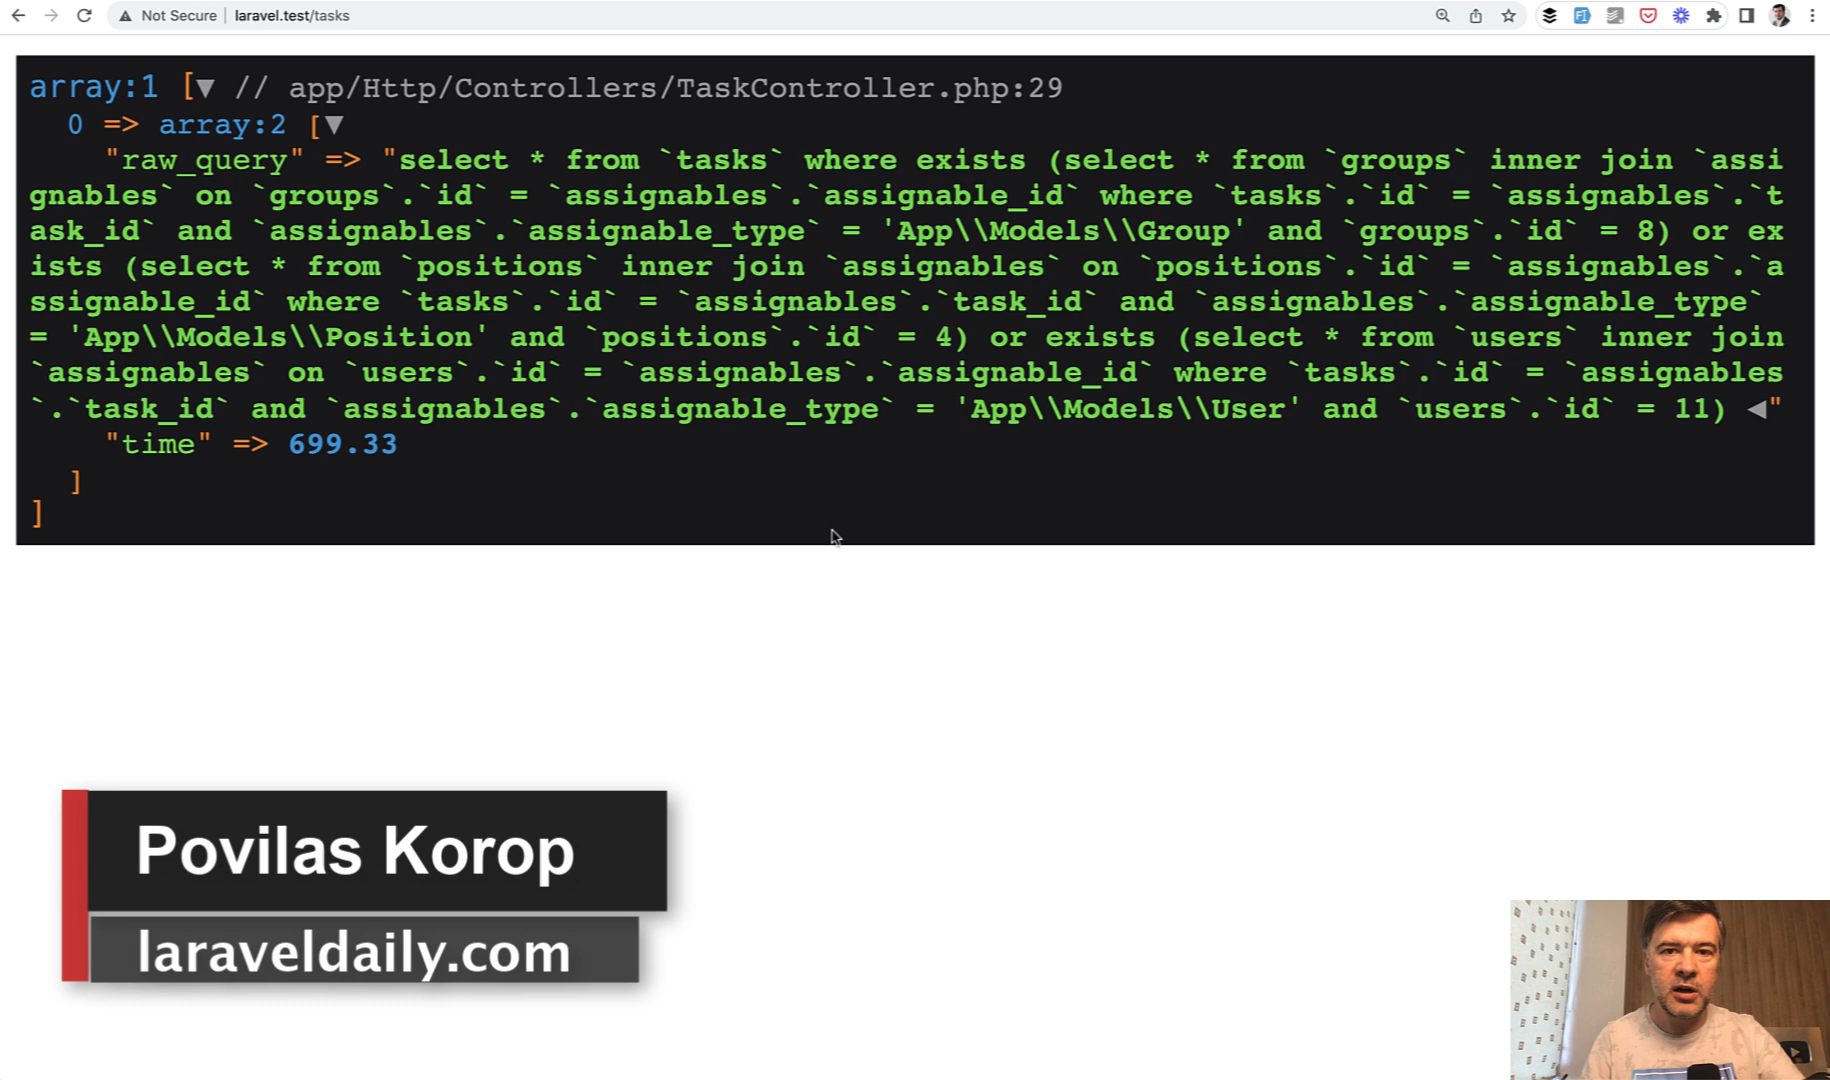 Not Secure | laravel.test/tasks
array:1 [▼ // app/Http/Controllers/TaskController.php:29
0 => array:2 [▼
"raw_query" => "select * from `tasks` where exists (select * from `groups` inner join `assi
gnables` on `groups`.`id` = `assignables`.`assignable_id` where `tasks`.`id` = `assignables`.`t
ask_id` and `assignables`.`assignable_type` = 'App\\Models\\Group' and `groups`.`id` = 8) or ex
ists (select * from `positions` inner join `assignables` on `positions`.`id` = `assignables`.`a
ssignable_id` where `tasks`.`id` = `assignables`.`task_id` and `assignables`.`assignable_type`
= 'App\\Models\\Position' and `positions`.`id` = 4) or exists (select * from `users` inner join
`assignables` on `users`.`id` = `assignables`.`assignable_id` where `tasks`.`id` = `assignables
`.`task_id` and `assignables`.`assignable_type` = 'App\\Models\\User' and `users`.`id` = 11) ◀"
"time" => 699.33
]
]
Povilas Korop
laraveldaily.com